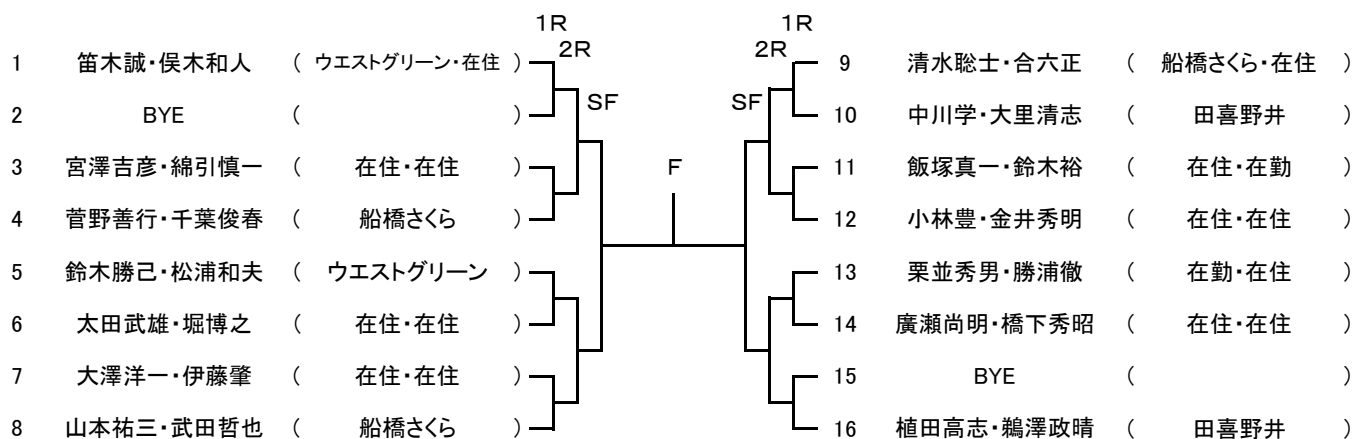 1R 1R
2R 2R
1 笛木誠・俣木和人 ( ウエストグリーン・在住 ) 9 清水聡士・合六正 ( 船橋さくら・在住 )
SF SF
2 BYE ( ) 10 中川学・大里清志 ( 田喜野井 )
3 宮澤吉彦・綿引慎一 ( 在住・在住 ) F 11 飯塚真一・鈴木裕 ( 在住・在勤 )
4 菅野善行・千葉俊春 ( 船橋さくら ) 12 小林豊・金井秀明 ( 在住・在住 )
5 鈴木勝己・松浦和夫 ( ウエストグリーン ) 13 栗並秀男・勝浦徹 ( 在勤・在住 )
6 太田武雄・堀博之 ( 在住・在住 ) 14 廣瀬尚明・橋下秀昭 ( 在住・在住 )
7 大澤洋一・伊藤肇 ( 在住・在住 ) 15 BYE ( )
8 山本祐三・武田哲也 ( 船橋さくら ) 16 植田高志・鵜澤政晴 ( 田喜野井 )